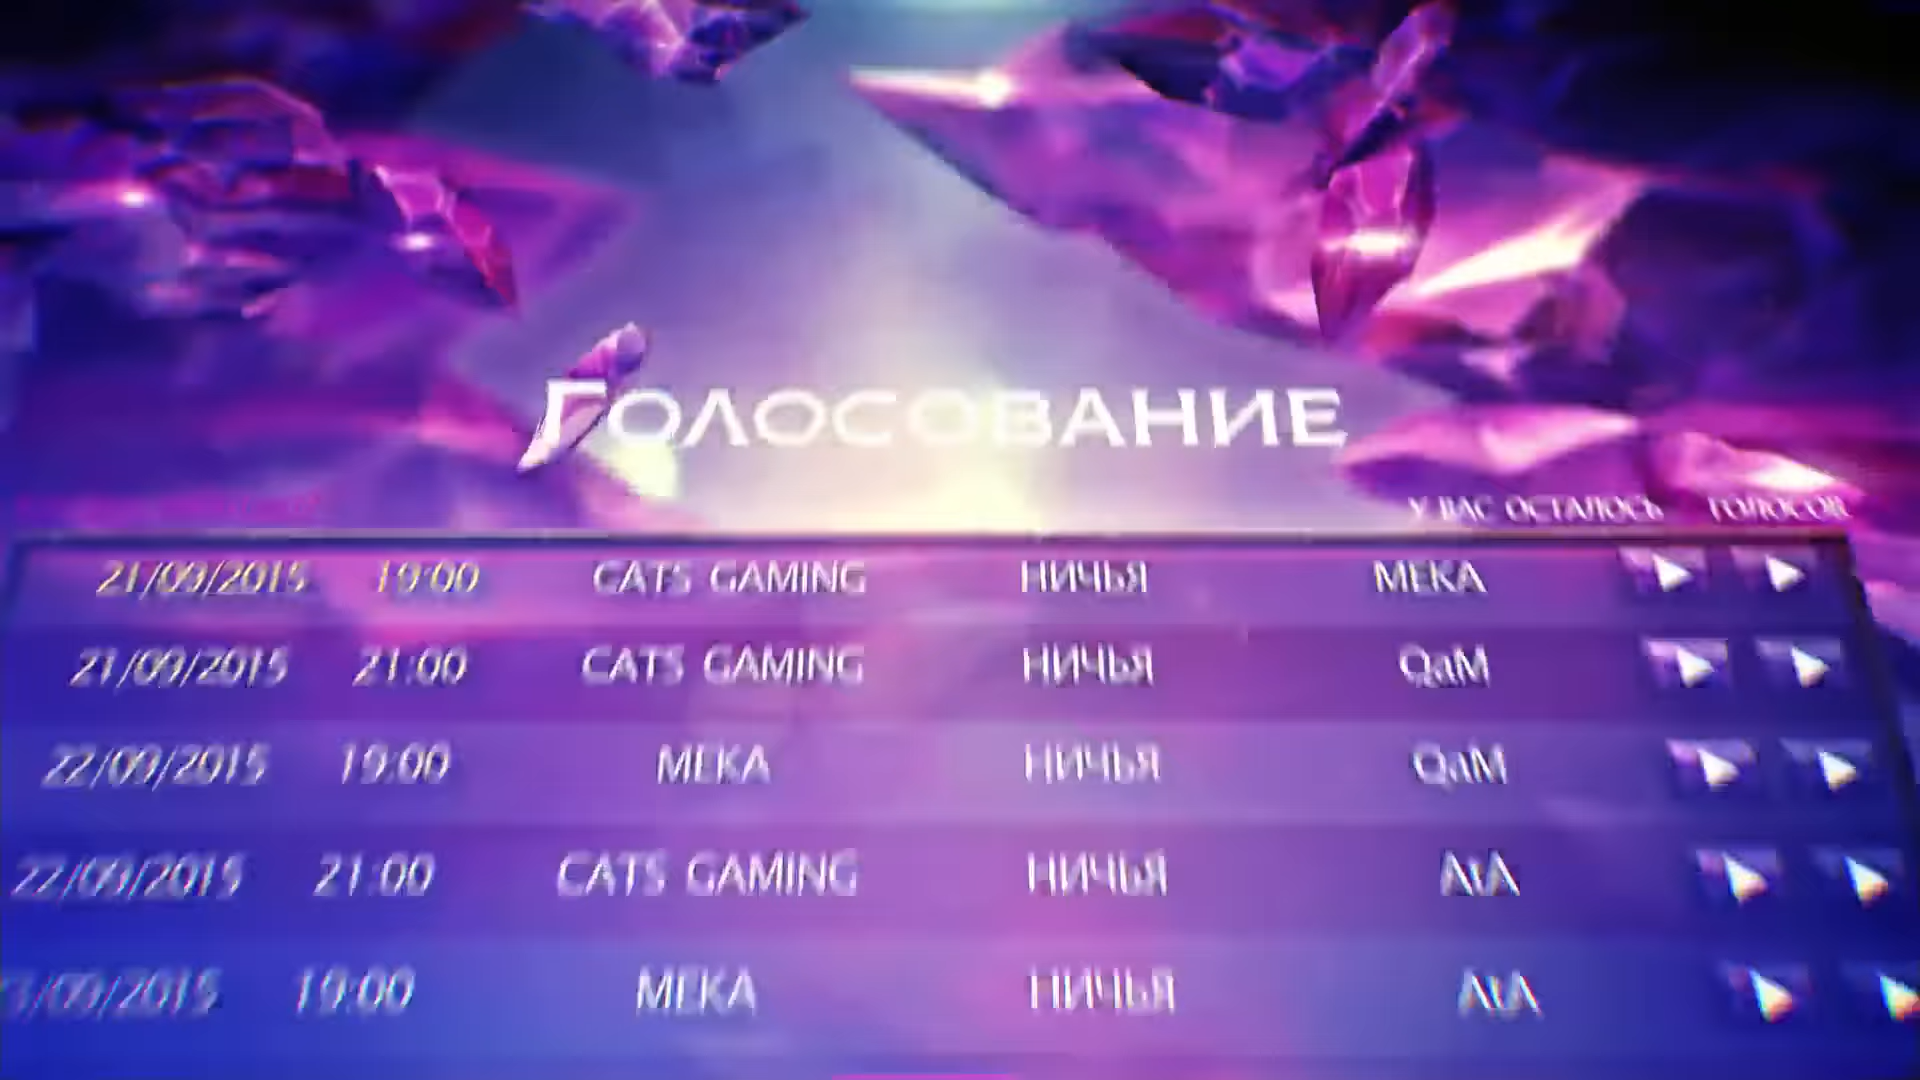 Голосование
У ВАС ОСТАЛОСЬ ГОЛОСОВ
21/09/2015 19:00 CATS GAMING НИЧЬЯ MEKA
21/09/2015 21:00 CATS GAMING НИЧЬЯ QaM
22/09/2015 19:00 MEKA НИЧЬЯ QaM
22/09/2015 21:00 CATS GAMING НИЧЬЯ AtA
/09/2015 19:00 MEKA НИЧЬЯ AtA